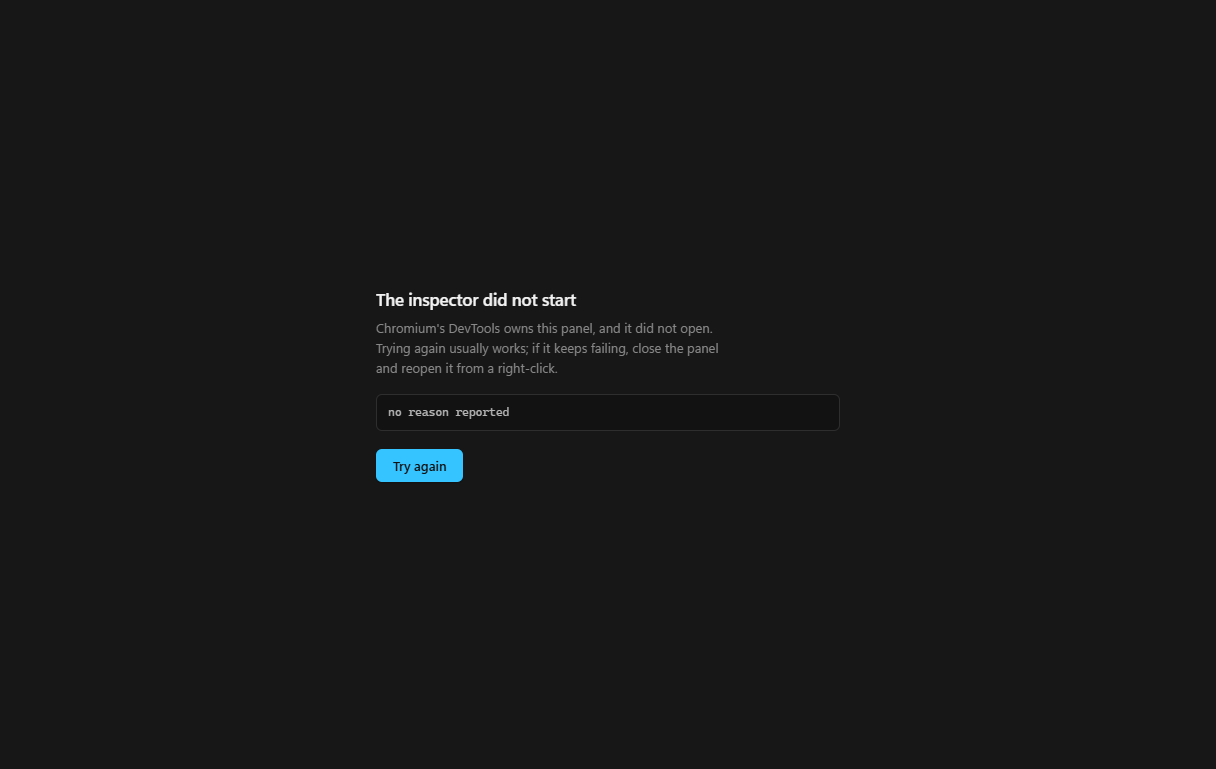 The inspector did not start
Chromium's DevTools owns this panel, and it did not open.
Trying again usually works; if it keeps failing, close the panel
and reopen it from a right-click.
no reason reported
Try again